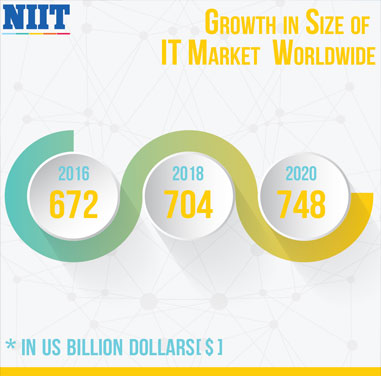 NIIT
Growth in Size of
IT Market Worldwide
2016
672
2018
704
2020
748
* IN US BILLION DOLLARS[$]